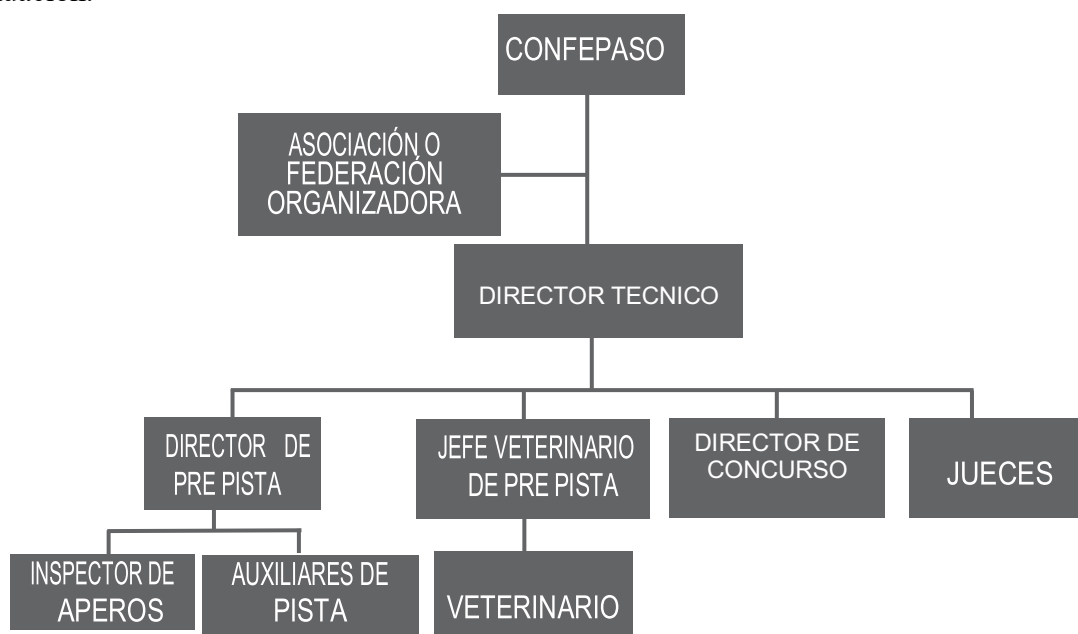 CONFEPASO
ASOCIACIÓN O
FEDERACIÓN
ORGANIZADORA
DIRECTOR TECNICO
DIRECTOR DE
PRE PISTA
JEFE VETERINARIO
DE PRE PISTA
DIRECTOR DE
CONCURSO
JUECES
INSPECTOR DE
APEROS
AUXILIARES DE
PISTA
VETERINARIO